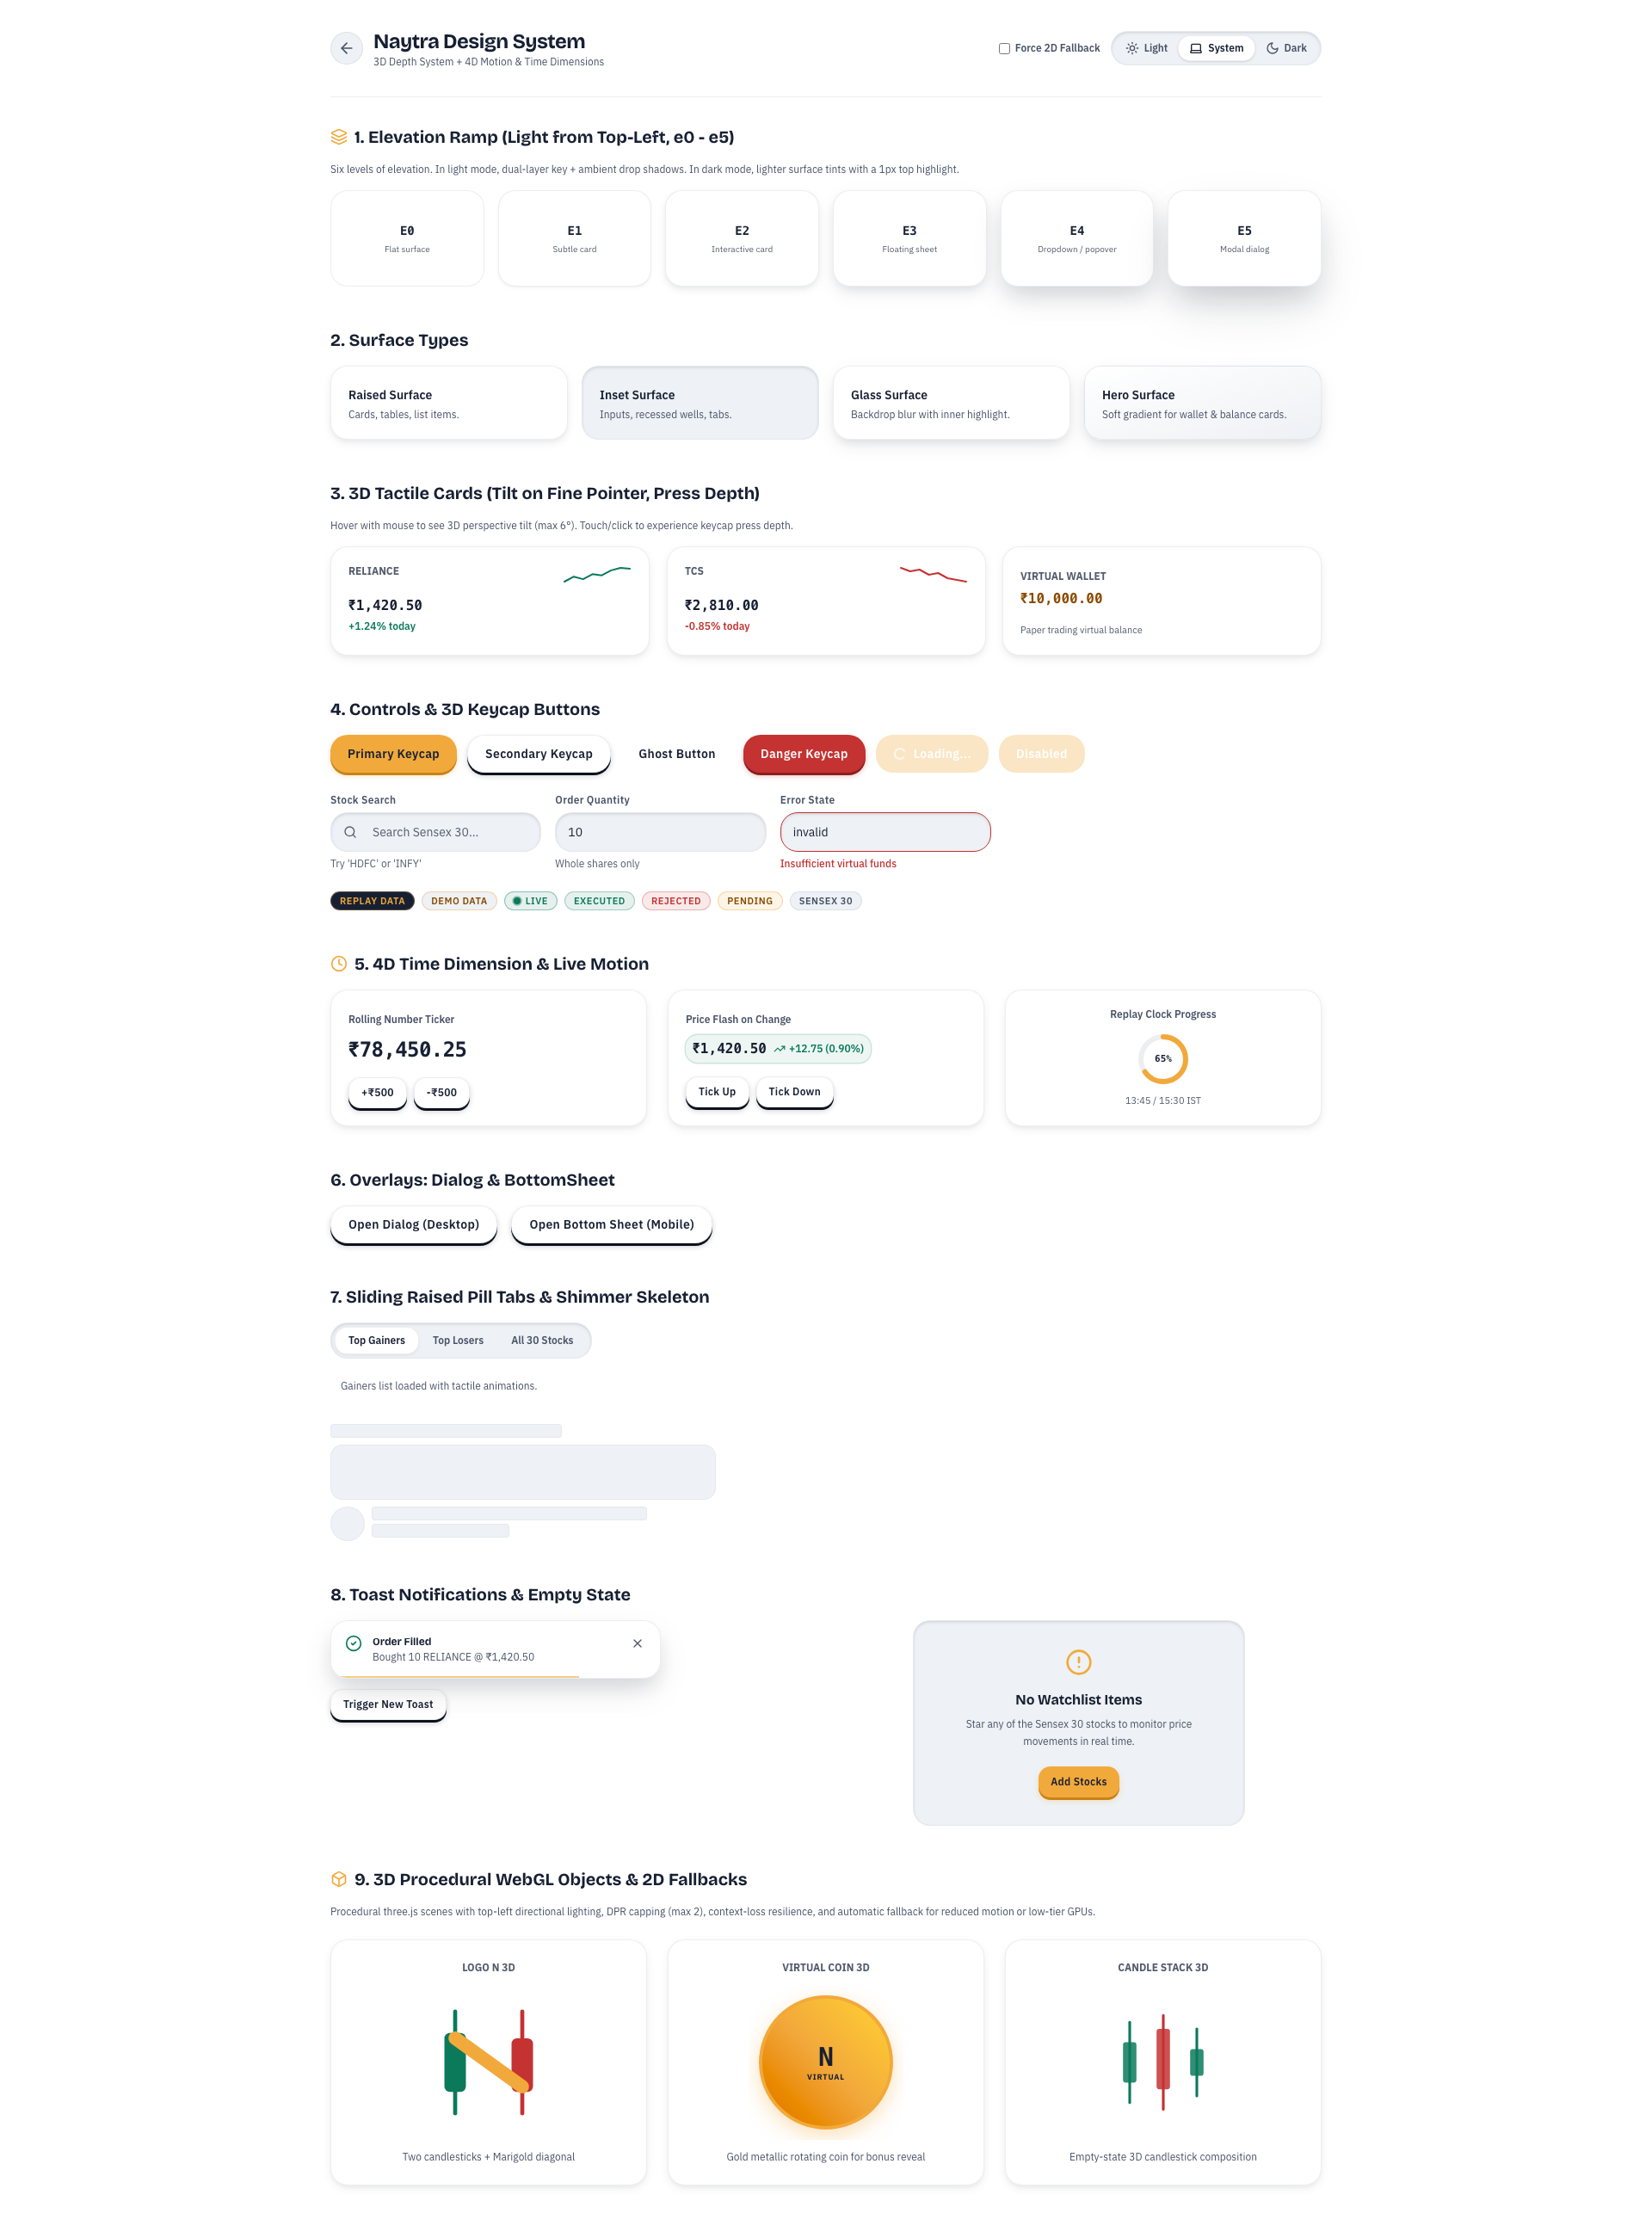 Naytra Design System
3D Depth System + 4D Motion & Time Dimensions
Force 2D Fallback
Light
System
Dark
1. Elevation Ramp (Light from Top-Left, e0 - e5)
Six levels of elevation. In light mode, dual-layer key + ambient drop shadows. In dark mode, lighter surface tints with a 1px top highlight.
E0
Flat surface
E1
Subtle card
E2
Interactive card
E3
Floating sheet
E4
Dropdown / popover
E5
Modal dialog
2. Surface Types
Raised Surface
Cards, tables, list items.
Inset Surface
Inputs, recessed wells, tabs.
Glass Surface
Backdrop blur with inner highlight.
Hero Surface
Soft gradient for wallet & balance cards.
3. 3D Tactile Cards (Tilt on Fine Pointer, Press Depth)
Hover with mouse to see 3D perspective tilt (max 6°). Touch/click to experience keycap press depth.
RELIANCE
₹1,420.50
+1.24% today
TCS
₹2,810.00
-0.85% today
VIRTUAL WALLET
₹10,000.00
Paper trading virtual balance
4. Controls & 3D Keycap Buttons
Primary Keycap
Secondary Keycap
Ghost Button
Danger Keycap
Loading...
Disabled
Stock Search
Search Sensex 30...
Try 'HDFC' or 'INFY'
Order Quantity
10
Whole shares only
Error State
invalid
Insufficient virtual funds
REPLAY DATA
DEMO DATA
LIVE
EXECUTED
REJECTED
PENDING
SENSEX 30
5. 4D Time Dimension & Live Motion
Rolling Number Ticker
₹78,450.25
+₹500
-₹500
Price Flash on Change
₹1,420.50
+12.75 (0.90%)
Tick Up
Tick Down
Replay Clock Progress
65%
13:45 / 15:30 IST
6. Overlays: Dialog & BottomSheet
Open Dialog (Desktop)
Open Bottom Sheet (Mobile)
7. Sliding Raised Pill Tabs & Shimmer Skeleton
Top Gainers
Top Losers
All 30 Stocks
Gainers list loaded with tactile animations.
8. Toast Notifications & Empty State
Order Filled
Bought 10 RELIANCE @ ₹1,420.50
Trigger New Toast
No Watchlist Items
Star any of the Sensex 30 stocks to monitor price
movements in real time.
Add Stocks
9. 3D Procedural WebGL Objects & 2D Fallbacks
Procedural three.js scenes with top-left directional lighting, DPR capping (max 2), context-loss resilience, and automatic fallback for reduced motion or low-tier GPUs.
LOGO N 3D
Two candlesticks + Marigold diagonal
VIRTUAL COIN 3D
N
VIRTUAL
Gold metallic rotating coin for bonus reveal
CANDLE STACK 3D
Empty-state 3D candlestick composition